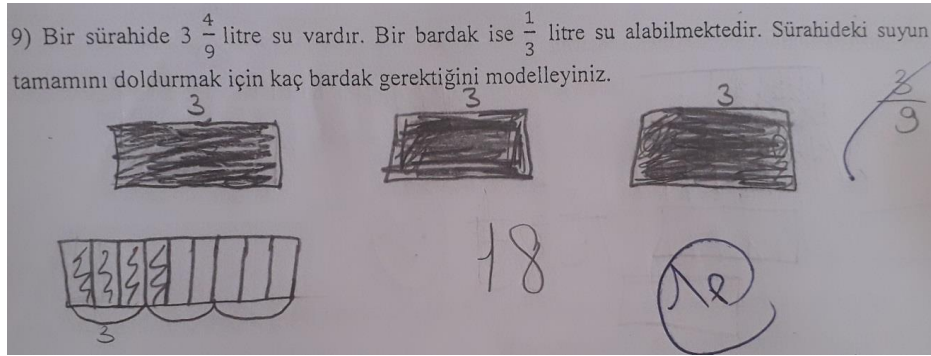 9) Bir sürahide 3 4/9 litre su vardır. Bir bardak ise 1/3 litre su alabilmektedir. Sürahideki suyun
tamamını doldurmak için kaç bardak gerektiğini modelleyiniz.
3 3 3
3/9
18
3